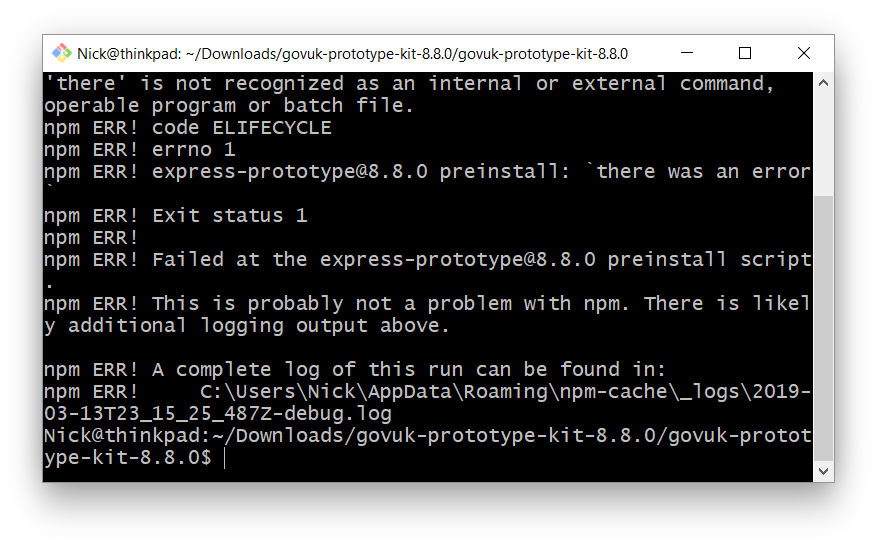 Nick@thinkpad: ~/Downloads/govuk-prototype-kit-8.8.0/govuk-prototype-kit-8.8.0
'there' is not recognized as an internal or external command,
operable program or batch file.
npm ERR! code ELIFECYCLE
npm ERR! errno 1
npm ERR! express-prototype@8.8.0 preinstall: `there was an error
`
npm ERR! Exit status 1
npm ERR!
npm ERR! Failed at the express-prototype@8.8.0 preinstall script
.
npm ERR! This is probably not a problem with npm. There is likel
y additional logging output above.
npm ERR! A complete log of this run can be found in:
npm ERR!     C:\Users\Nick\AppData\Roaming\npm-cache\_logs\2019-
03-13T23_15_25_487Z-debug.log
Nick@thinkpad:~/Downloads/govuk-prototype-kit-8.8.0/govuk-protot
ype-kit-8.8.0$